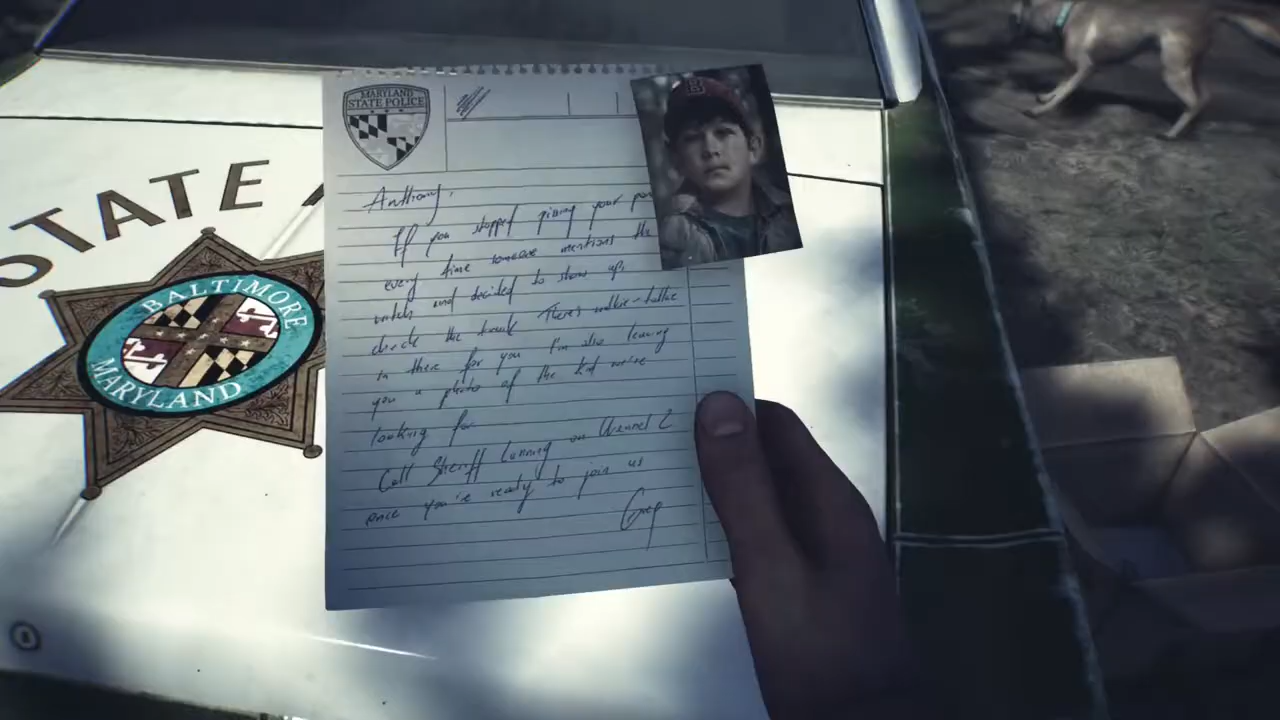 STATE
BALTIMORE
MARYLAND
MARYLAND
STATE POLICE
Anthony,
If you stopped giving your
every time someone mentions the
witch and decided to show up,
check the trunk. There's walkie-talkie
in there for you. I'm also leaving
you a photo of the kid we're
looking for.
Call Sheriff Lanning on Channel 2
once you're ready to join us
Greg
B